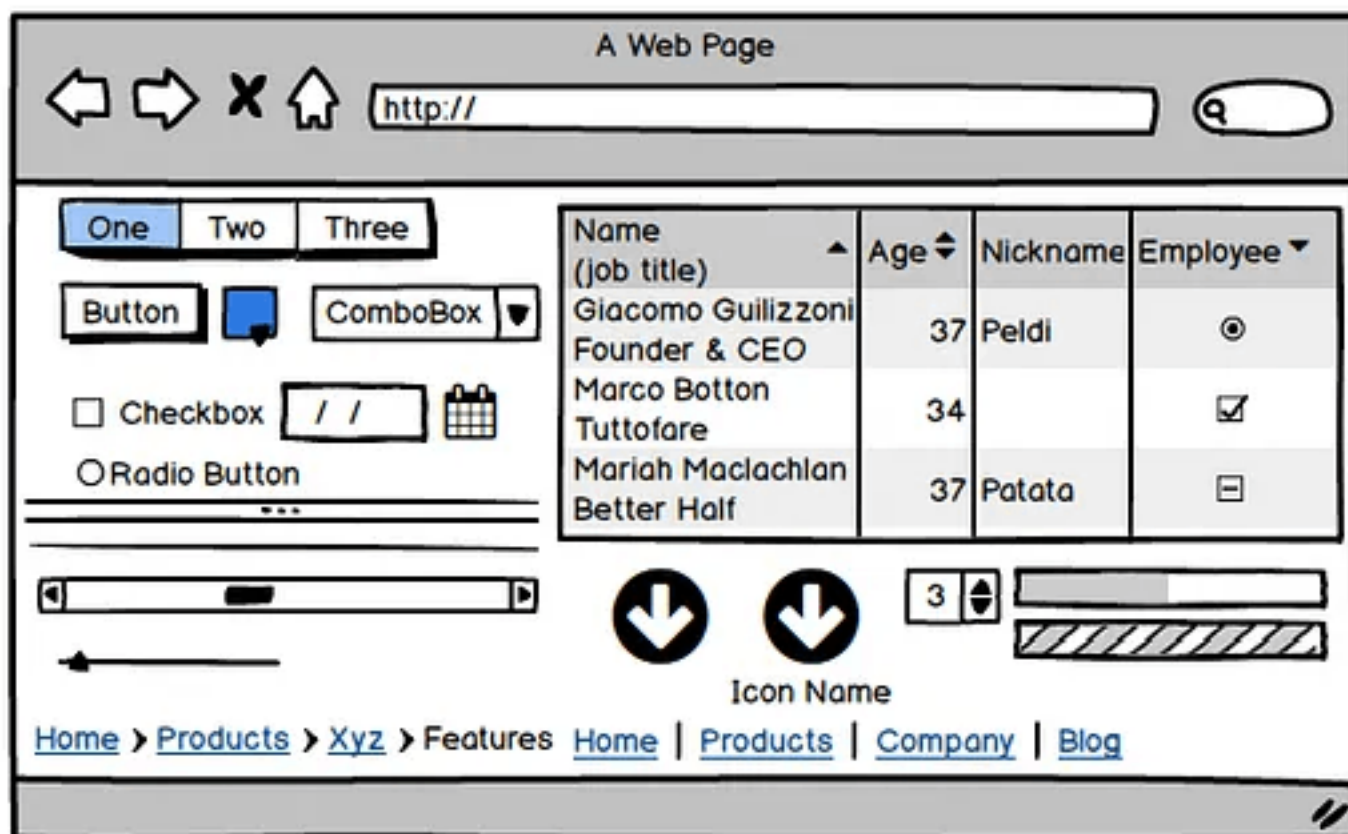 A Web Page
http://
One Two Three
Button ComboBox
Checkbox / /
Radio Button
Name
(job title) Age Nickname Employee
Giacomo Guilizzoni
Founder & CEO 37 Peldi
Marco Botton
Tuttofare 34
Mariah Maclachlan
Better Half 37 Patata
3
Icon Name
Home > Products > Xyz > Features Home | Products | Company | Blog